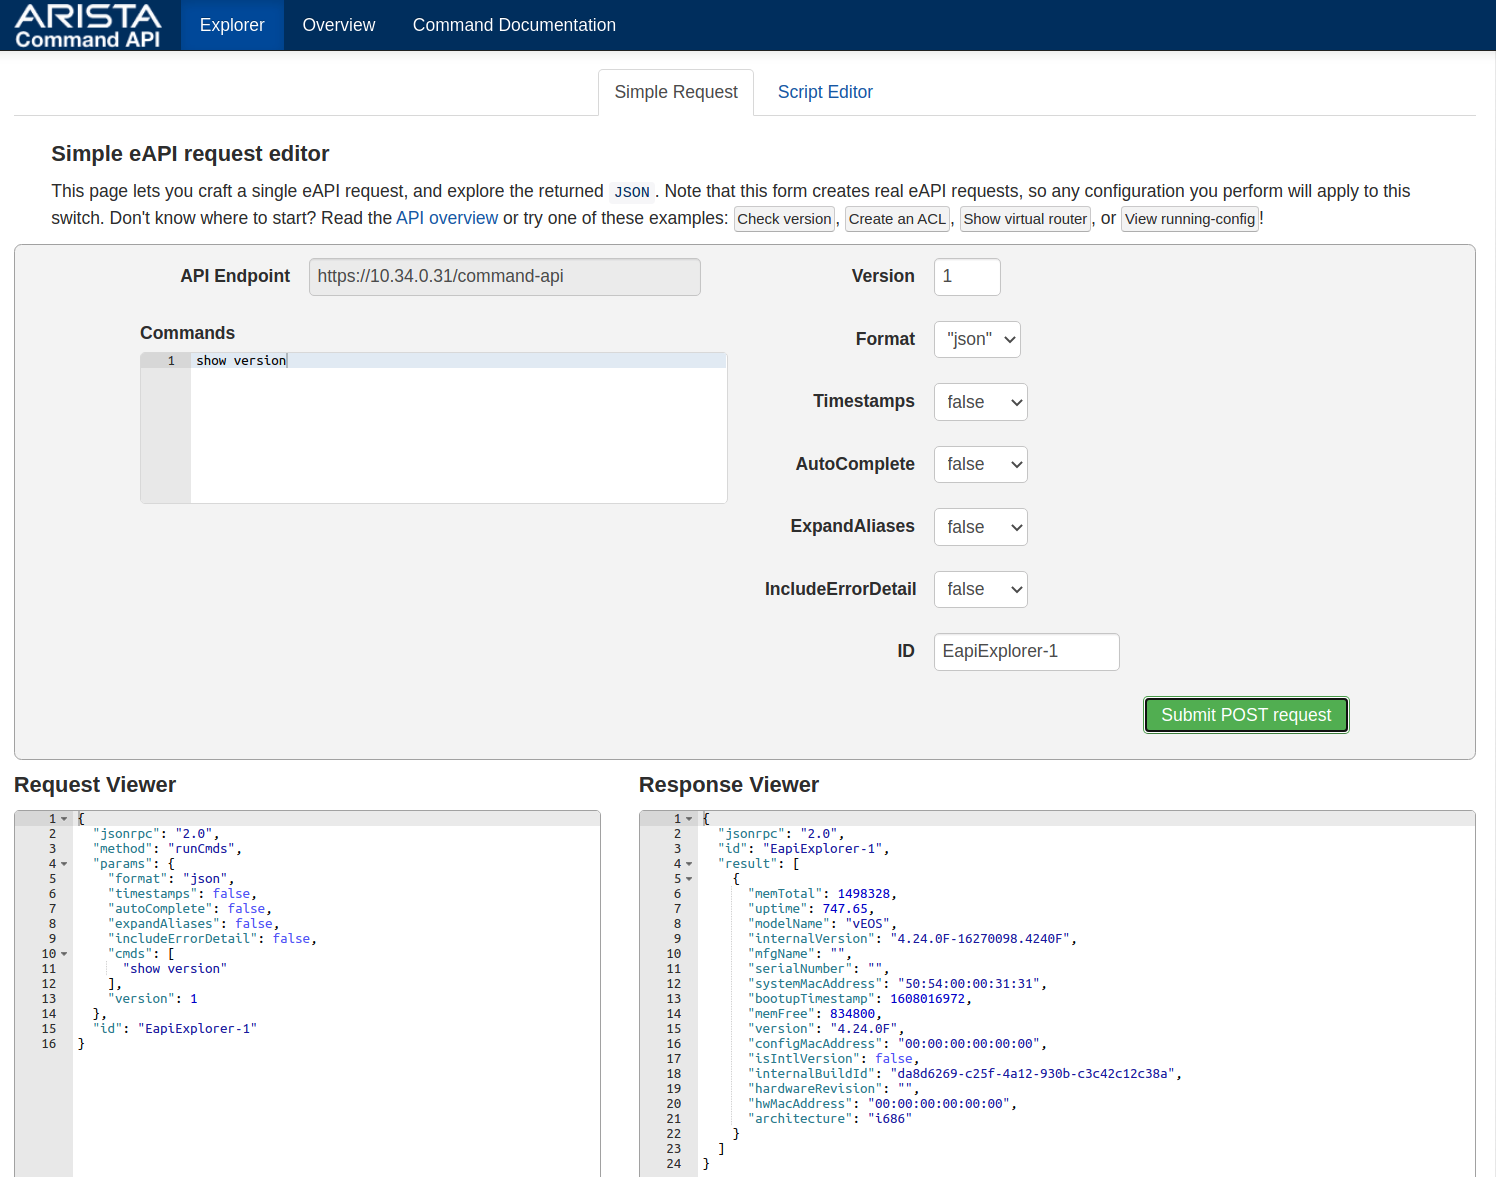 ARISTA
Command API
Explorer
Overview
Command Documentation
Simple Request
Script Editor
Simple eAPI request editor
This page lets you craft a single eAPI request, and explore the returned JSON. Note that this form creates real eAPI requests, so any configuration you perform will apply to this
switch. Don't know where to start? Read the API overview or try one of these examples: Check version, Create an ACL, Show virtual router, or View running-config!
API Endpoint
https://10.34.0.31/command-api
Version
1
Commands
1 show version
Format
"json"
Timestamps
false
AutoComplete
false
ExpandAliases
false
IncludeErrorDetail
false
ID
EapiExplorer-1
Submit POST request
Request Viewer
1 {
2 "jsonrpc": "2.0",
3 "method": "runCmds",
4 "params": {
5 "format": "json",
6 "timestamps": false,
7 "autoComplete": false,
8 "expandAliases": false,
9 "includeErrorDetail": false,
10 "cmds": [
11 "show version"
12 ],
13 "version": 1
14 },
15 "id": "EapiExplorer-1"
16 }
Response Viewer
1 {
2 "jsonrpc": "2.0",
3 "id": "EapiExplorer-1",
4 "result": [
5 {
6 "memTotal": 1498328,
7 "uptime": 747.65,
8 "modelName": "vEOS",
9 "internalVersion": "4.24.0F-16270098.4240F",
10 "mfgName": "",
11 "serialNumber": "",
12 "systemMacAddress": "50:54:00:00:31:31",
13 "bootupTimestamp": 1608016972,
14 "memFree": 834800,
15 "version": "4.24.0F",
16 "configMacAddress": "00:00:00:00:00:00",
17 "isIntlVersion": false,
18 "internalBuildId": "da8d6269-c25f-4a12-930b-c3c42c12c38a",
19 "hardwareRevision": "",
20 "hwMacAddress": "00:00:00:00:00:00",
21 "architecture": "i686"
22 }
23 ]
24 }